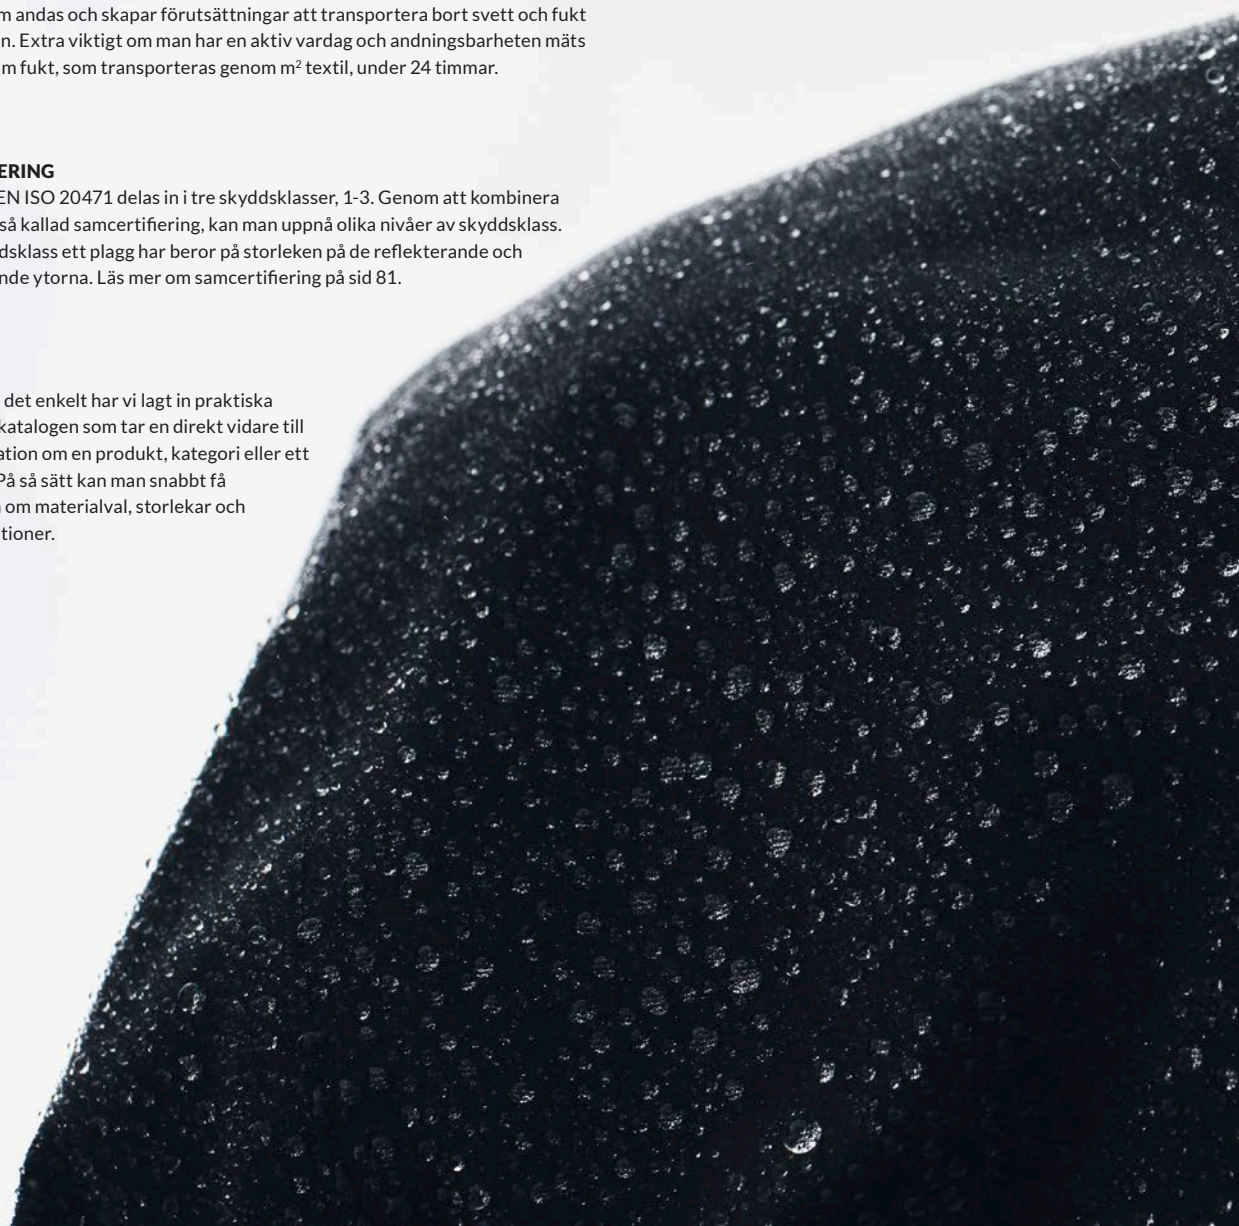 m andas och skapar förutsättningar att transportera bort svett och fukt
n. Extra viktigt om man har en aktiv vardag och andningsbarheten mäts
m fukt, som transporteras genom m² textil, under 24 timmar.
ERING
EN ISO 20471 delas in i tre skyddsklasser, 1-3. Genom att kombinera
så kallad samcertifiering, kan man uppnå olika nivåer av skyddsklass.
dsklass ett plagg har beror på storleken på de reflekterande och
nde ytorna. Läs mer om samcertifiering på sid 81.
det enkelt har vi lagt in praktiska
katalogen som tar en direkt vidare till
ation om en produkt, kategori eller ett
På så sätt kan man snabbt få
om materialval, storlekar och
tioner.